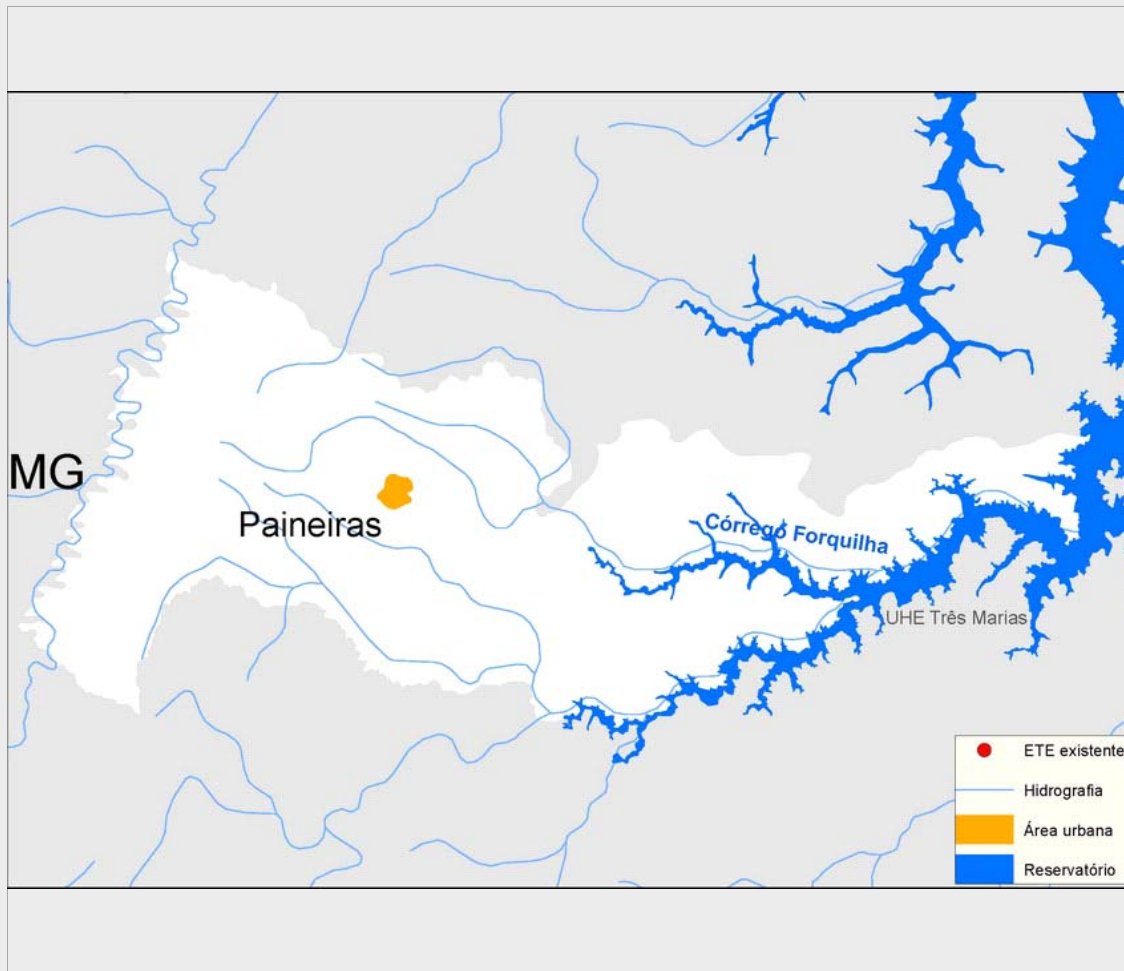 MG
Paineiras
Córrego Forquilha
UHE Três Marias
ETE existente
Hidrografia
Área urbana
Reservatório